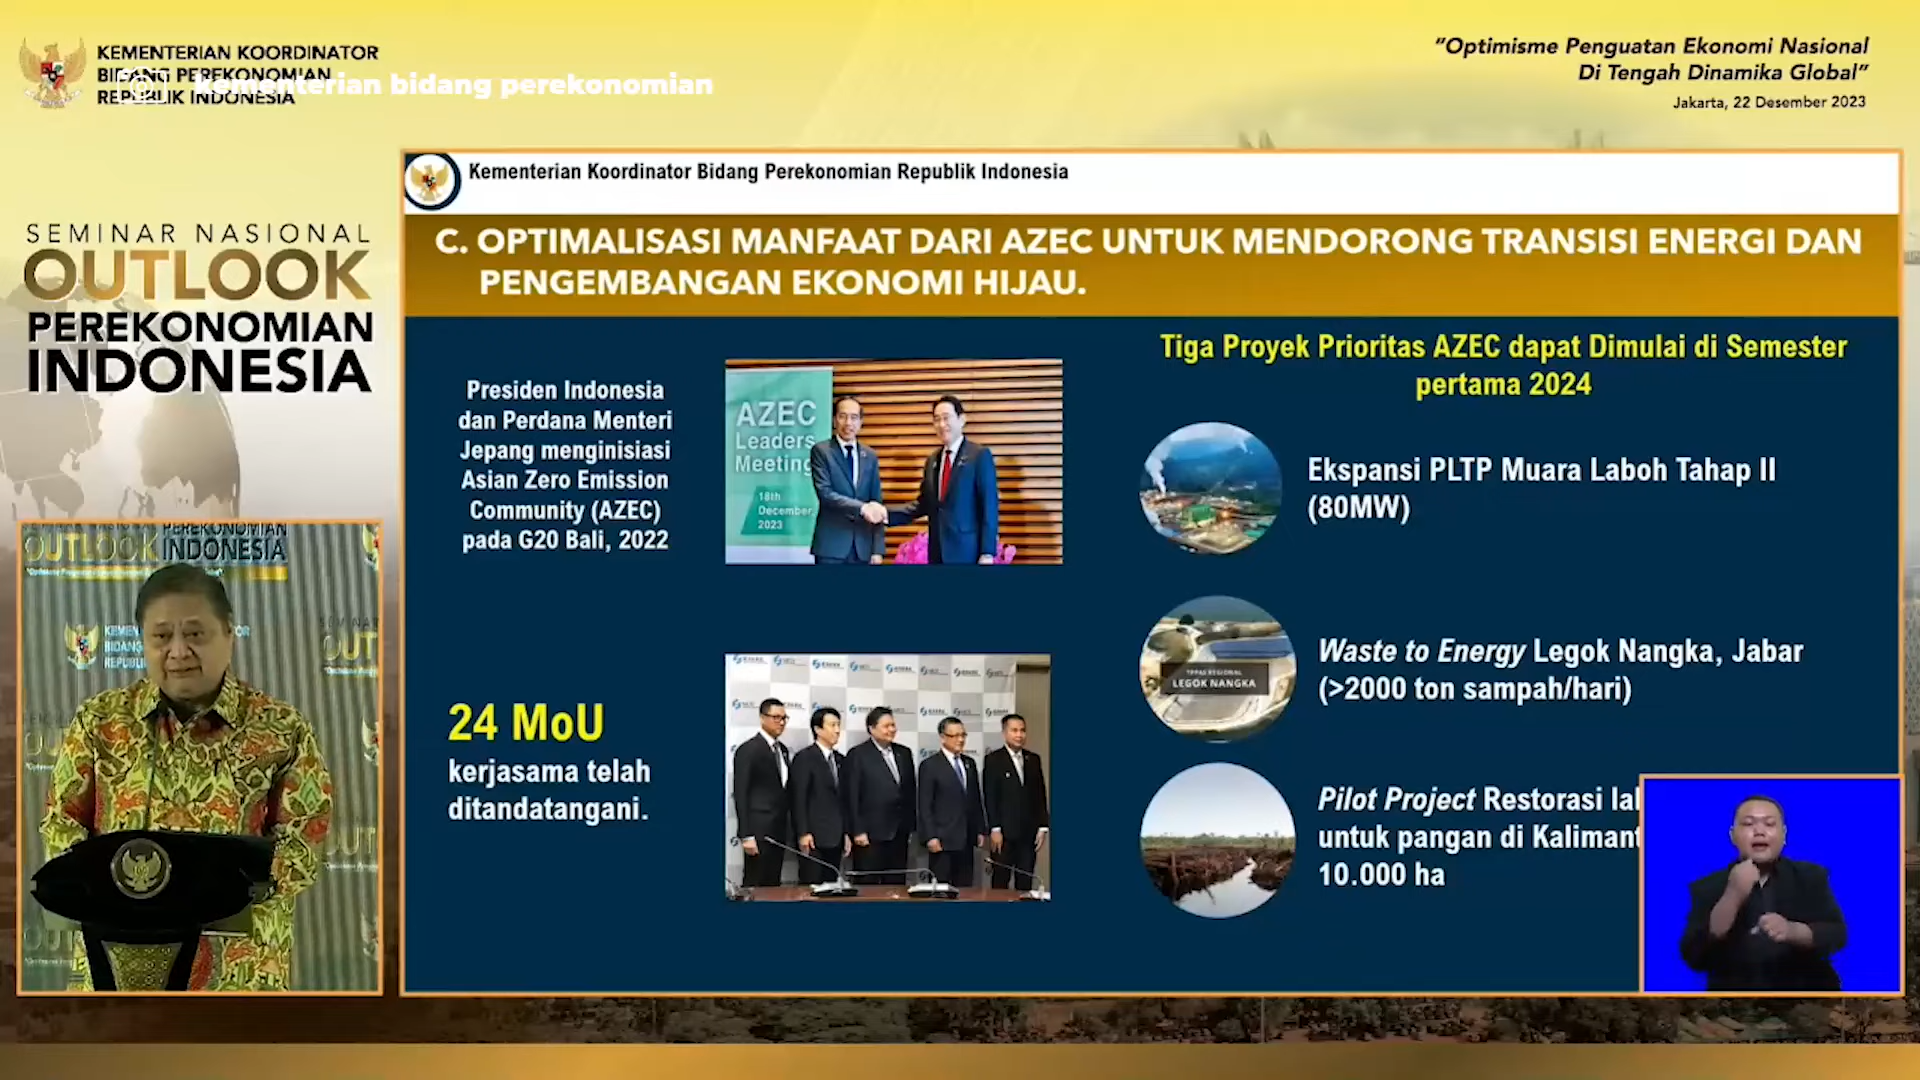 KEMENTERIAN KOORDINATOR
BIDANG PEREKONOMIAN
REPUBLIK INDONESIA
kementerian bidang perekonomian
"Optimisme Penguatan Ekonomi Nasional
Di Tengah Dinamika Global"
Jakarta, 22 Desember 2023
SEMINAR NASIONAL
OUTLOOK
PEREKONOMIAN
INDONESIA
Kementerian Koordinator Bidang Perekonomian Republik Indonesia
C. OPTIMALISASI MANFAAT DARI AZEC UNTUK MENDORONG TRANSISI ENERGI DAN
PENGEMBANGAN EKONOMI HIJAU.
Presiden Indonesia
dan Perdana Menteri
Jepang menginisiasi
Asian Zero Emission
Community (AZEC)
pada G20 Bali, 2022
AZEC
Leaders
Meeting
18th
December
2023
24 MoU
kerjasama telah
ditandatangani.
Tiga Proyek Prioritas AZEC dapat Dimulai di Semester
pertama 2024
Ekspansi PLTP Muara Laboh Tahap II
(80MW)
LEGOK NANGKA
Waste to Energy Legok Nangka, Jabar
(>2000 ton sampah/hari)
Pilot Project Restorasi
untuk pangan di
10.000 ha
PEREKONOMIAN
OUTLOOK INDONESIA